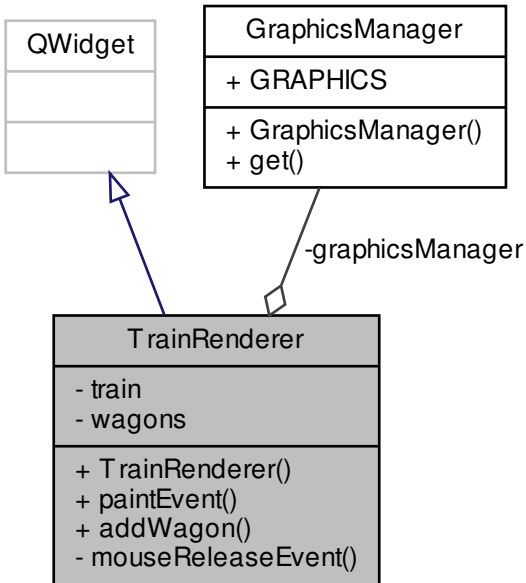 QWidget
GraphicsManager
+ GRAPHICS
+ GraphicsManager()
+ get()
-graphicsManager
TrainRenderer
- train
- wagons
+ TrainRenderer()
+ paintEvent()
+ addWagon()
- mouseReleaseEvent()